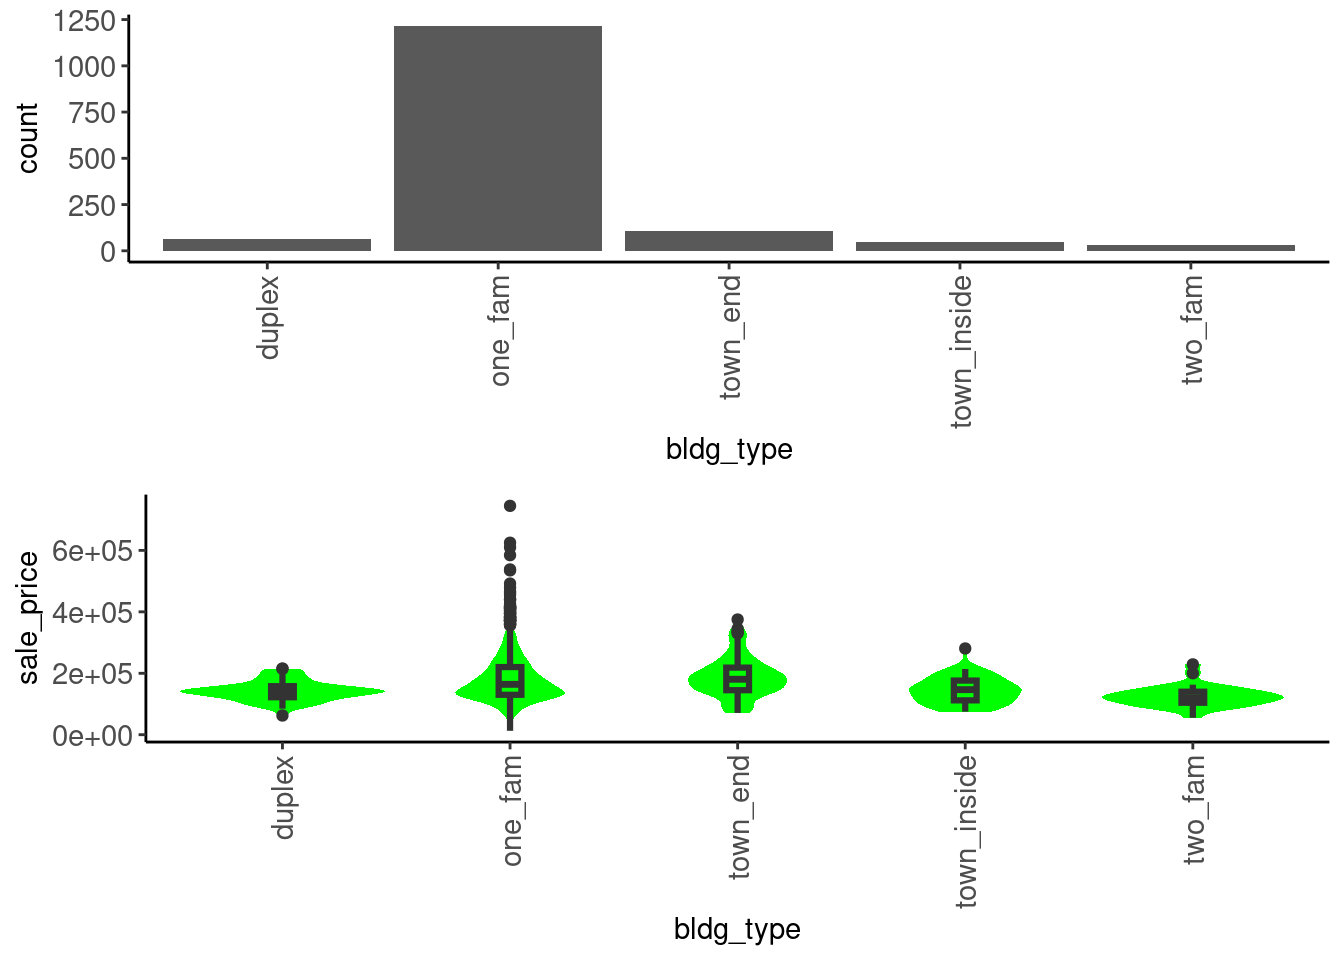 count
1250
1000
750
500
250
0
duplex
one_fam
town_end
town_inside
two_fam
bldg_type
sale_price
6e+05
4e+05
2e+05
0e+00
duplex
one_fam
town_end
town_inside
two_fam
bldg_type